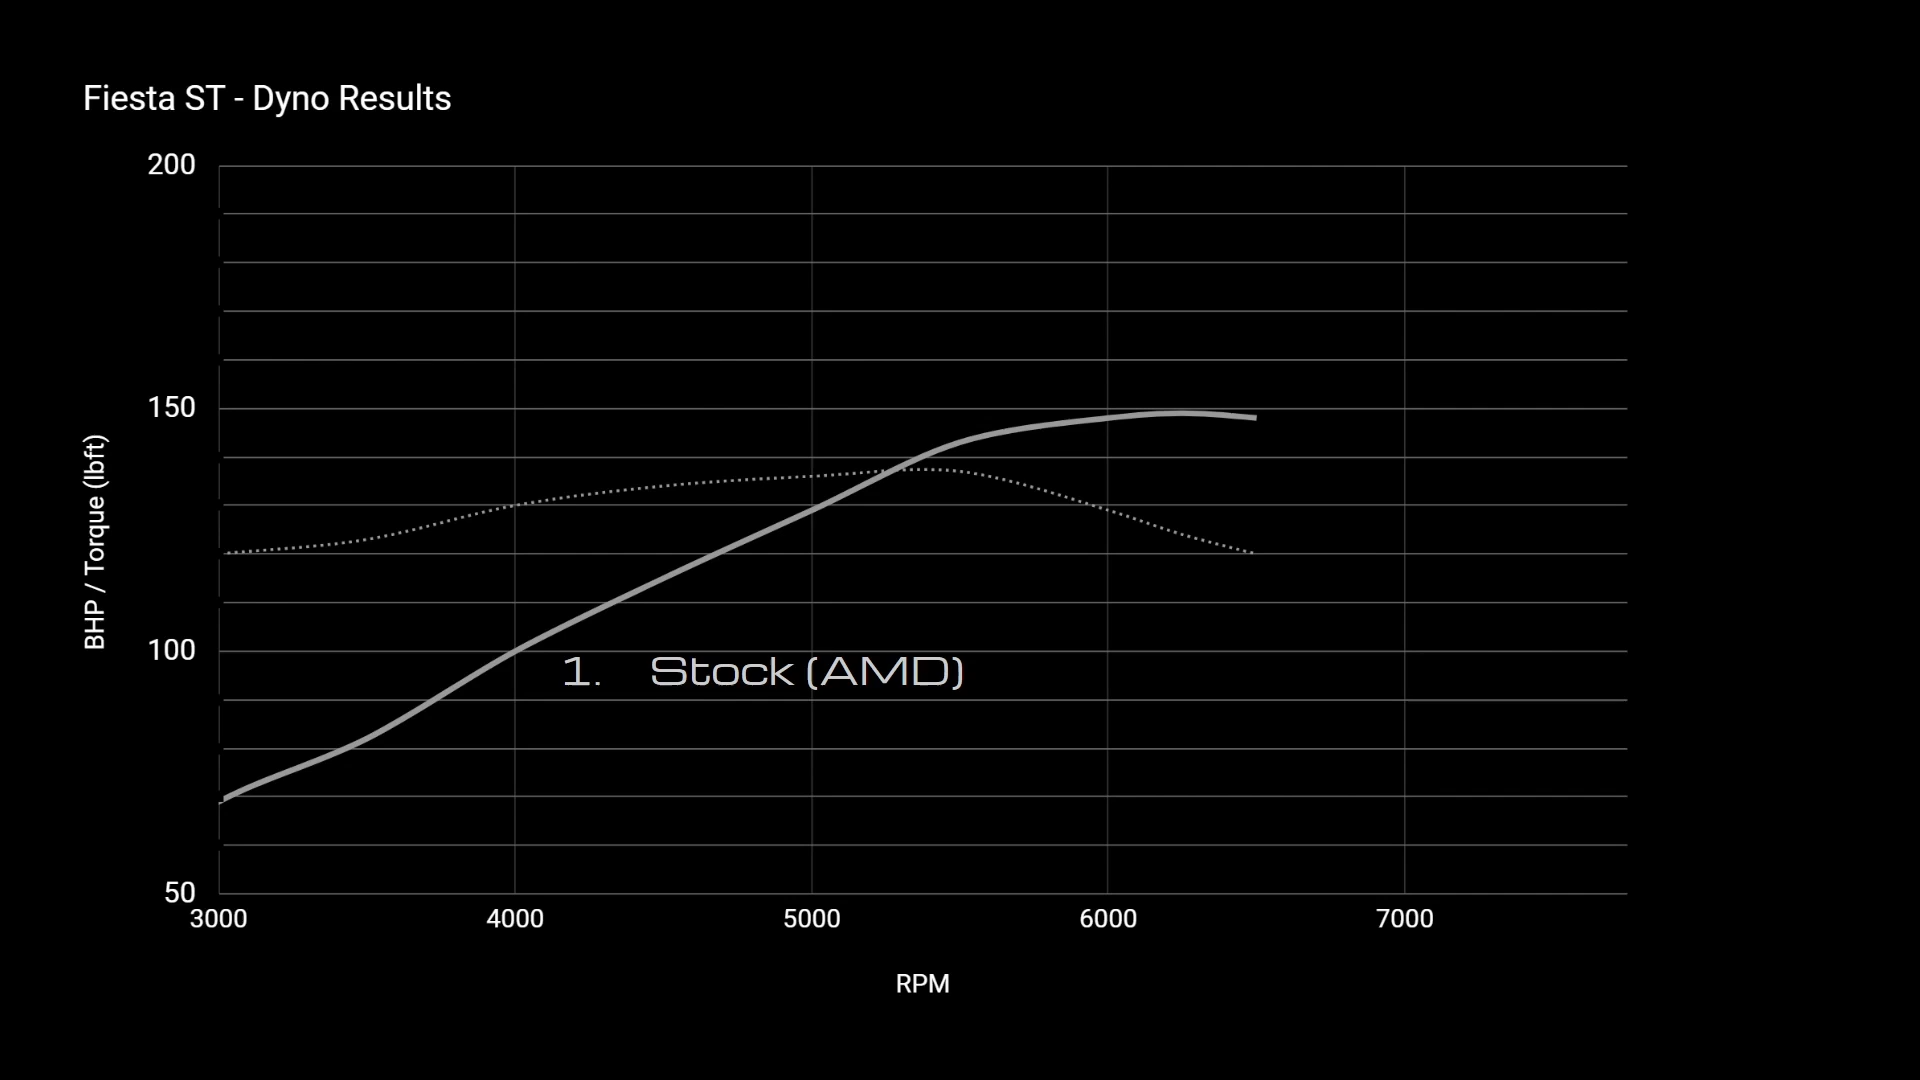 Fiesta ST - Dyno Results
200
150
100
50
BHP / Torque (lbft)
1. Stock (AMD)
3000 4000 5000 6000 7000
RPM